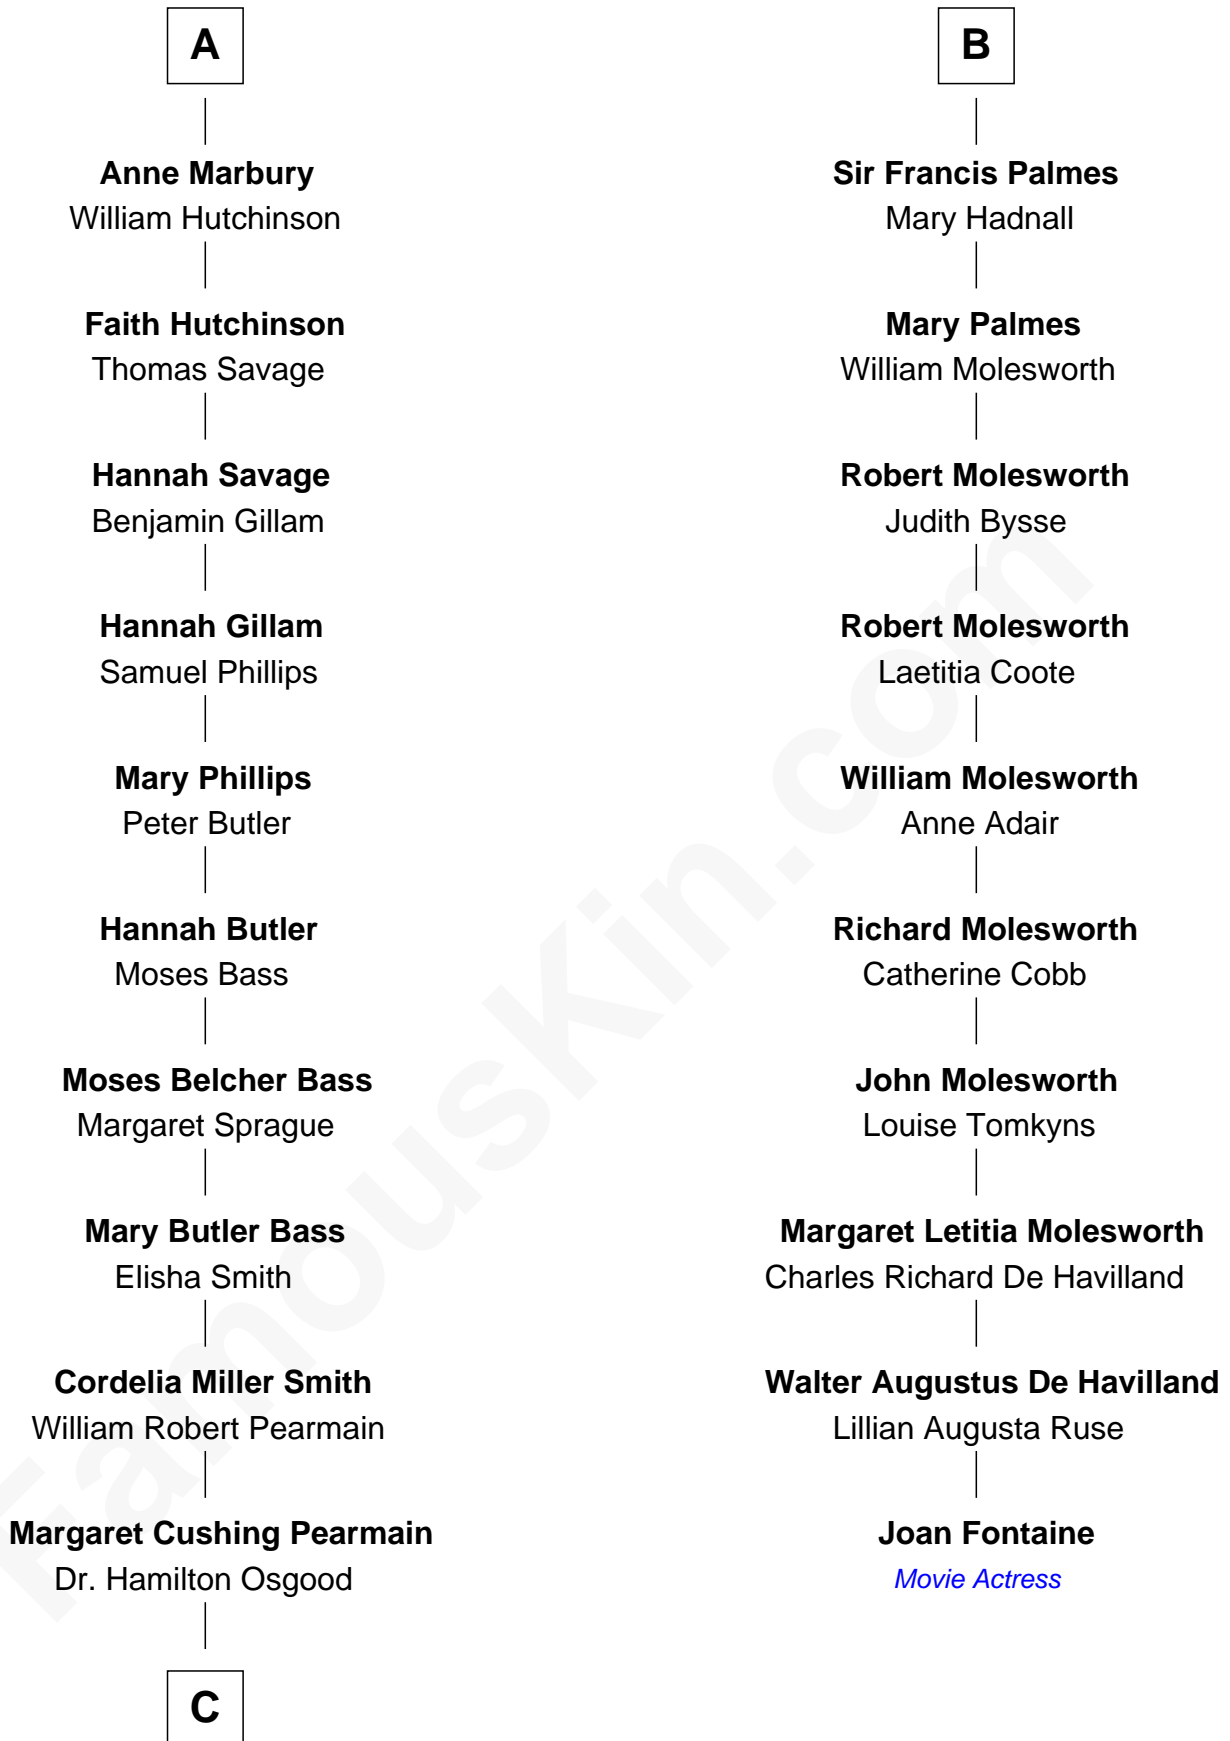 A
Anne Marbury
William Hutchinson
Faith Hutchinson
Thomas Savage
Hannah Savage
Benjamin Gillam
Hannah Gillam
Samuel Phillips
Mary Phillips
Peter Butler
Hannah Butler
Moses Bass
Moses Belcher Bass
Margaret Sprague
Mary Butler Bass
Elisha Smith
Cordelia Miller Smith
William Robert Pearmain
Margaret Cushing Pearmain
Dr. Hamilton Osgood
C
B
Sir Francis Palmes
Mary Hadnall
Mary Palmes
William Molesworth
Robert Molesworth
Judith Bysse
Robert Molesworth
Laetitia Coote
William Molesworth
Anne Adair
Richard Molesworth
Catherine Cobb
John Molesworth
Louise Tomkyns
Margaret Letitia Molesworth
Charles Richard De Havilland
Walter Augustus De Havilland
Lillian Augusta Ruse
Joan Fontaine
Movie Actress
FamousKin.com